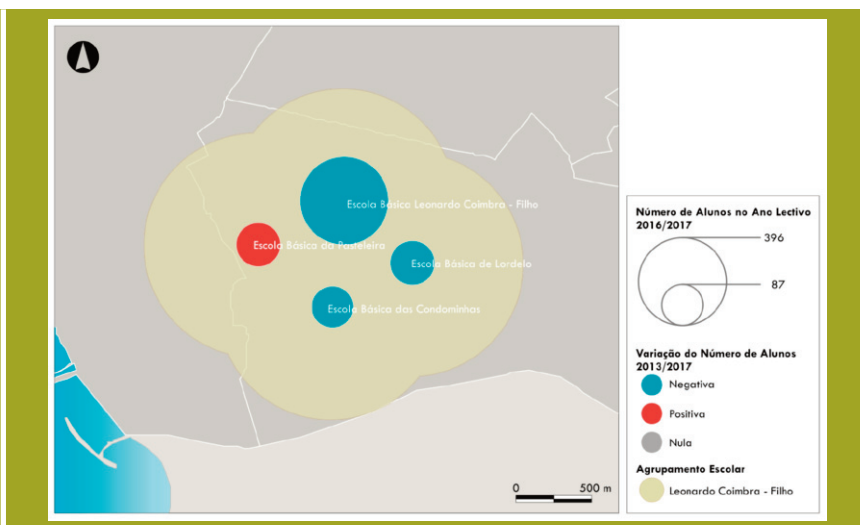 Escola Básica Leonardo Coimbra - Filho
Escola Básica da Pasteleira
Escola Básica de Lordelo
Escola Básica das Condominhas
0 500 m
Número de Alunos no Ano Lectivo
2016/2017
396
87
Variação do Número de Alunos
2013/2017
Negativa
Positiva
Nula
Agrupamento Escolar
Leonardo Coimbra - Filho